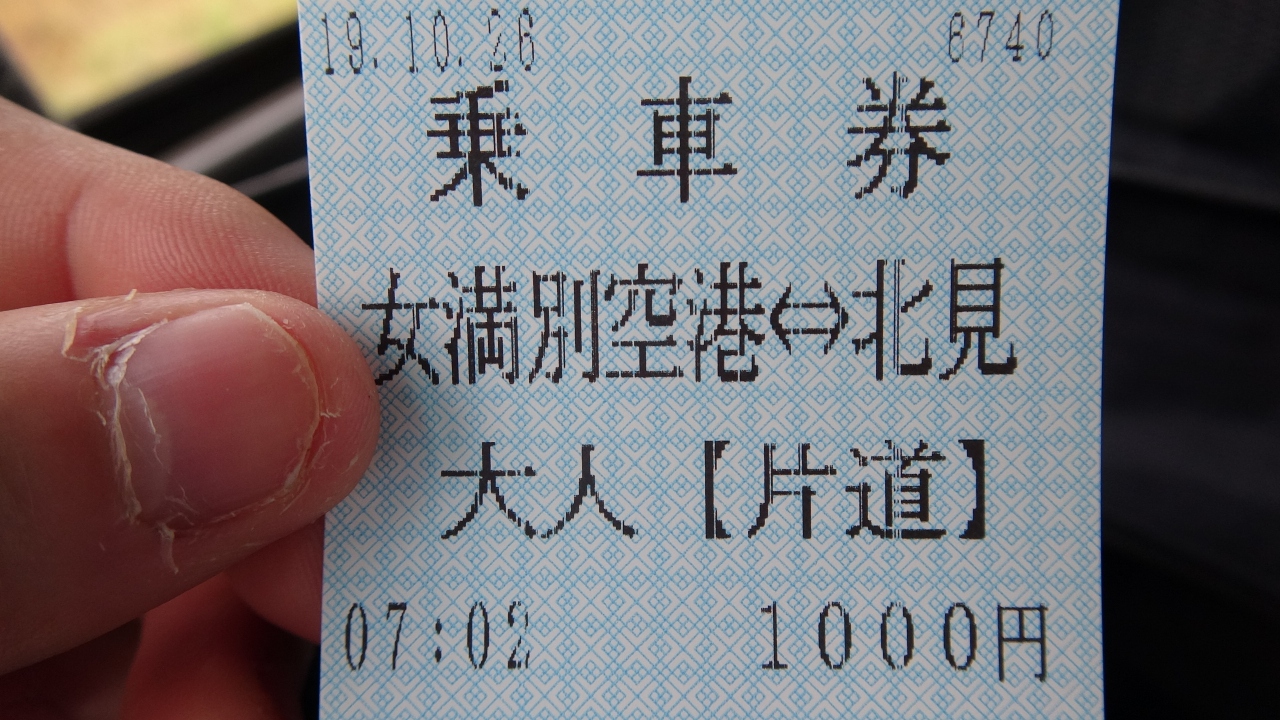 19.10.26 8740
乗車券
女満別空港⇔北見
大人【片道】
07:02 1000円